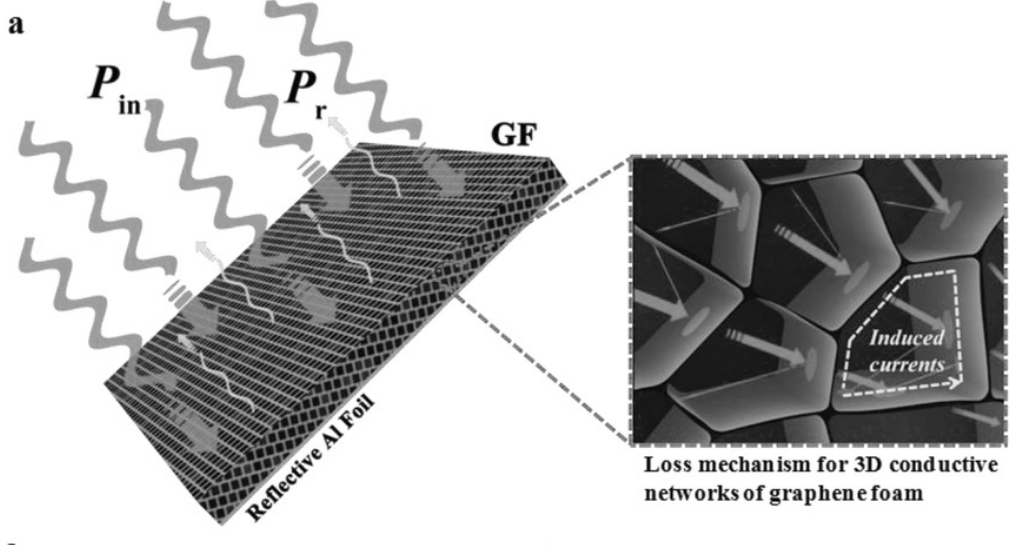 a
P_in
P_r
GF
Reflective Al Foil
Induced
currents
Loss mechanism for 3D conductive
networks of graphene foam